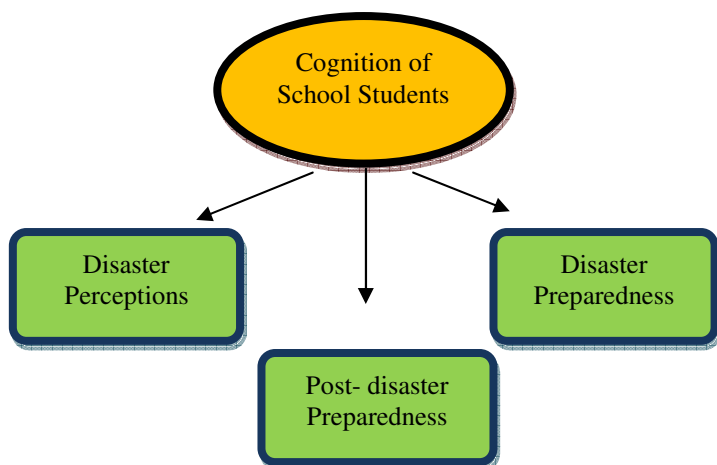 Cognition of
School Students
Disaster
Perceptions
Disaster
Preparedness
Post- disaster
Preparedness